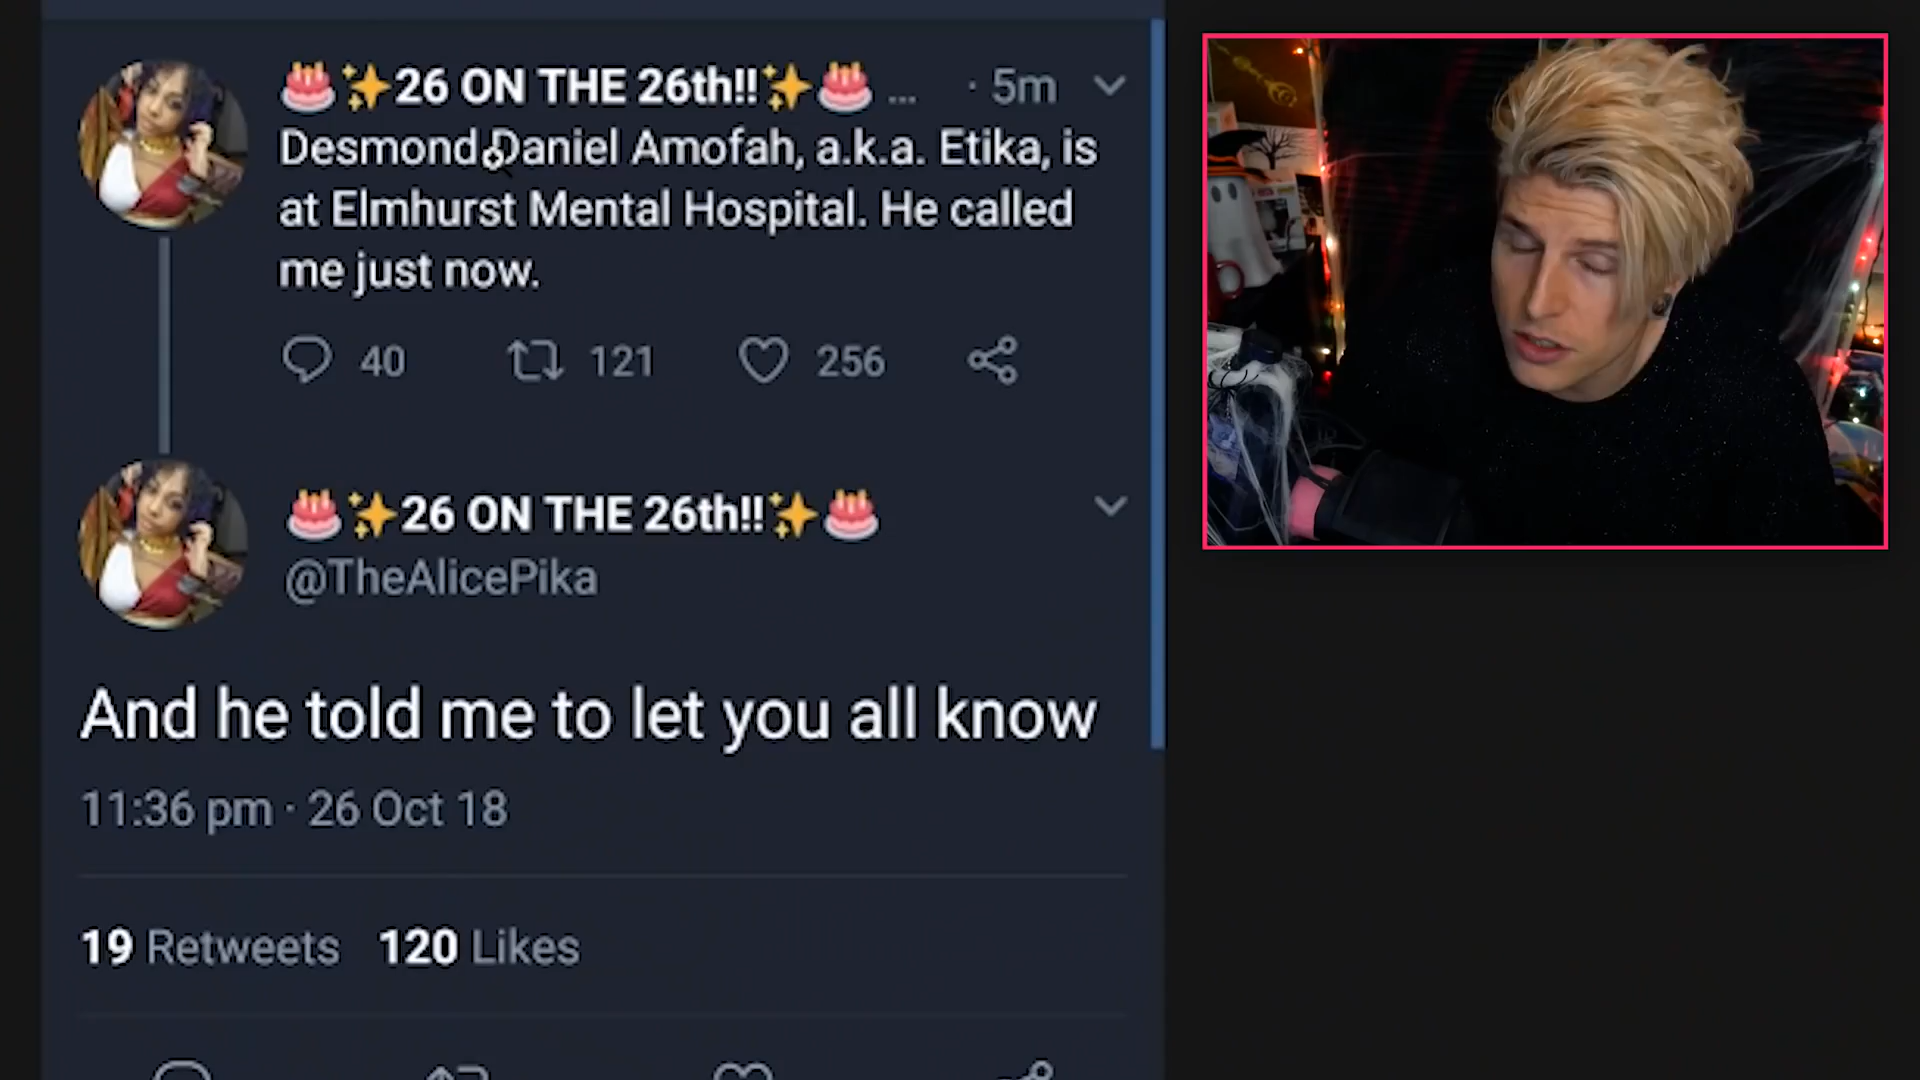 🎂✨26 ON THE 26th!!✨🎂 ... · 5m
Desmond Daniel Amofah, a.k.a. Etika, is
at Elmhurst Mental Hospital. He called
me just now.
40 121 256
🎂✨26 ON THE 26th!!✨🎂
@TheAlicePika
And he told me to let you all know
11:36 pm · 26 Oct 18
19 Retweets 120 Likes